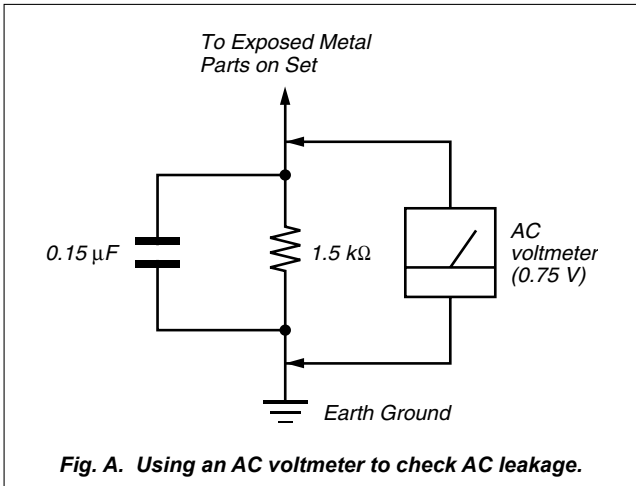 To Exposed Metal
Parts on Set
0.15 μF
1.5 kΩ
AC
voltmeter
(0.75 V)
Earth Ground
Fig. A. Using an AC voltmeter to check AC leakage.